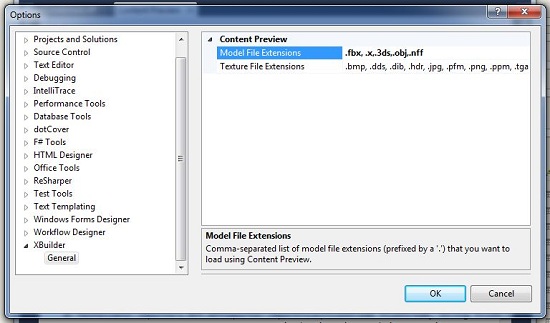 Options
Projects and Solutions
Source Control
Text Editor
Debugging
IntelliTrace
Performance Tools
Database Tools
dotCover
F# Tools
HTML Designer
Office Tools
ReSharper
Test Tools
Text Templating
Windows Forms Designer
Workflow Designer
XBuilder
General
Content Preview
Model File Extensions .fbx, .x,.3ds,.obj,.nff
Texture File Extensions .bmp, .dds, .dib, .hdr, .jpg, .pfm, .png, .ppm, .tga
Model File Extensions
Comma-separated list of model file extensions (prefixed by a '.') that you want to
load using Content Preview.
OK Cancel